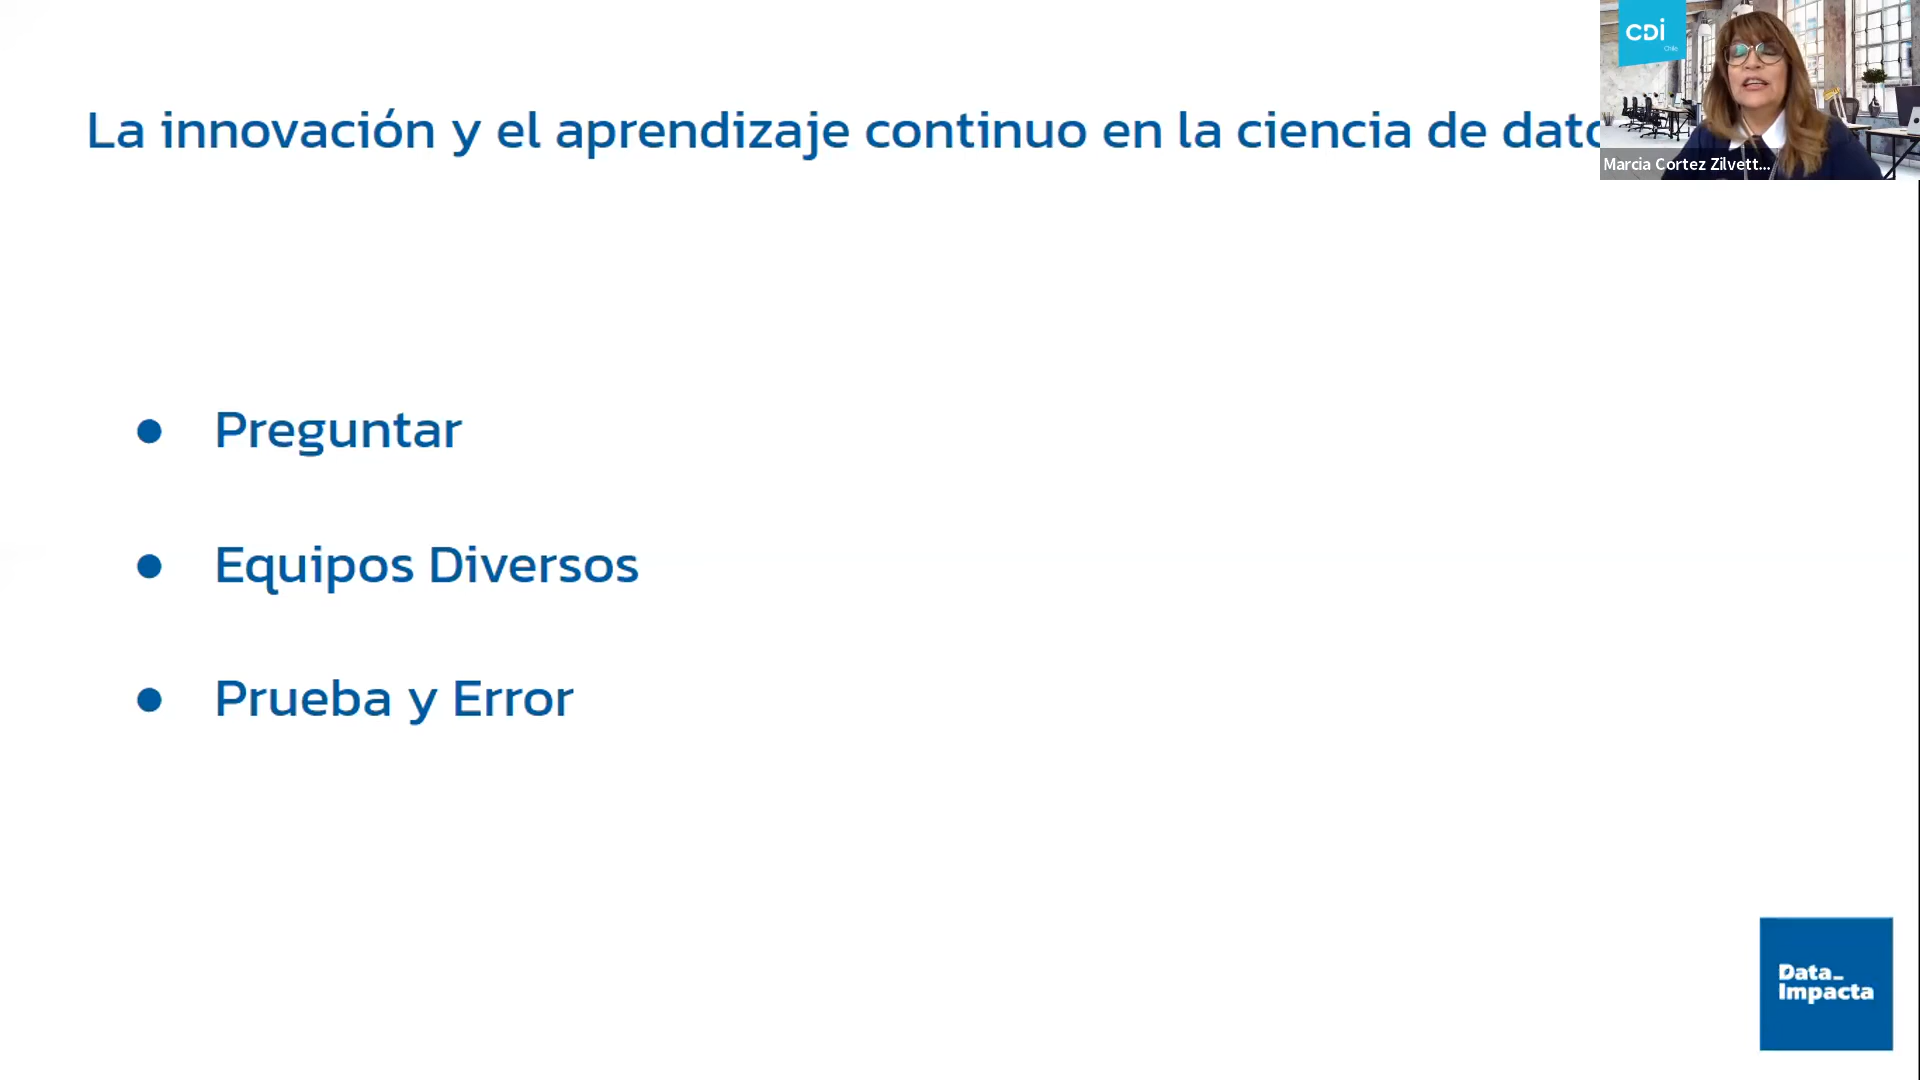 CDI
Chile
La innovación y el aprendizaje continuo en la ciencia de
Marcia Cortez Zilvett...
● Preguntar
● Equipos Diversos
● Prueba y Error
Data_
Impacta